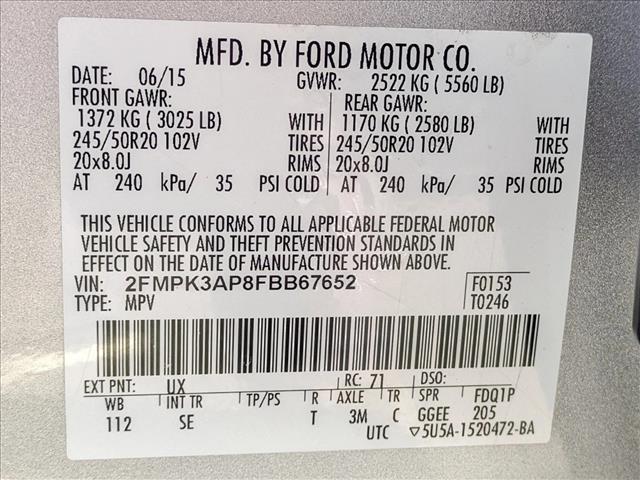 MFD. BY FORD MOTOR CO.
DATE: 06/15 GVWR: 2522 KG ( 5560 LB)
FRONT GAWR: REAR GAWR:
1372 KG ( 3025 LB) WITH 1170 KG ( 2580 LB) WITH
245/50R20 102V TIRES 245/50R20 102V TIRES
20x8.0J RIMS 20x8.0J RIMS
AT 240 kPa/ 35 PSI COLD AT 240 kPa/ 35 PSI COLD
THIS VEHICLE CONFORMS TO ALL APPLICABLE FEDERAL MOTOR
VEHICLE SAFETY AND THEFT PREVENTION STANDARDS IN
EFFECT ON THE DATE OF MANUFACTURE SHOWN ABOVE.
VIN: 2FMPK3AP8FBB67652 F0153
TYPE: MPV T0246
EXT PNT: UX RC: 71 DSO:
WB INT TR TP/PS R AXLE TR SPR FDQ1P
112 SE T 3M C GGEE 205
UTC ▽5U5A-1520472-BA